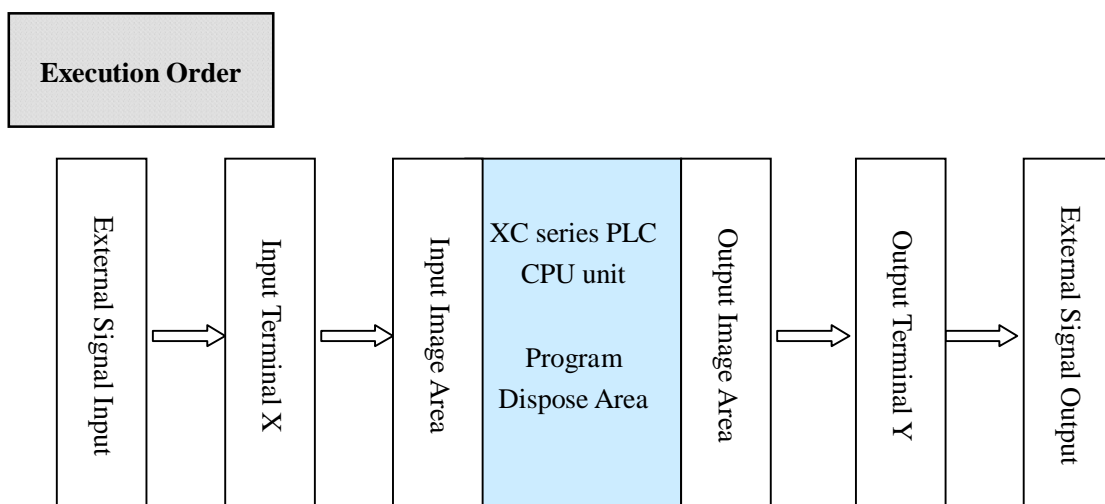 Execution Order
External Signal Input
Input Terminal X
Input Image Area
XC series PLC
CPU unit
Program
Dispose Area
Output Image Area
Output Terminal Y
External Signal Output